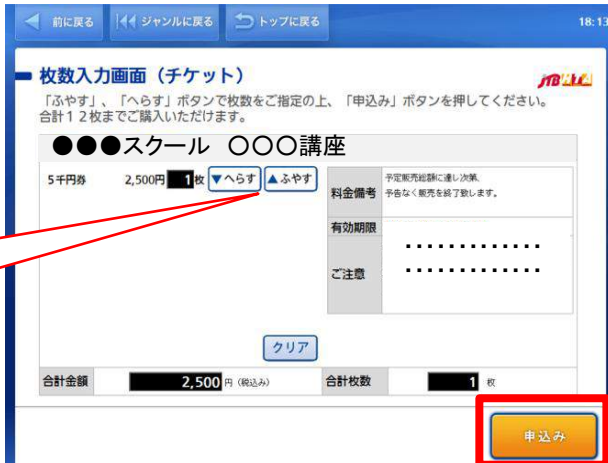 前に戻る ジャンルに戻る トップに戻る 18:13
枚数入力画面（チケット）
JTB
「ふやす」、「へらす」ボタンで枚数をご指定の上、「申込み」ボタンを押してください。
合計１２枚までご購入いただけます。
●●●スクール 〇〇〇講座
5千円券 2,500円 1枚 ▼へらす ▲ふやす
料金備考 予定販売総額に達し次第、
予告なく販売を終了致します。
有効期限
ご注意
クリア
合計金額 2,500 円（税込み） 合計枚数 1 枚
申込み